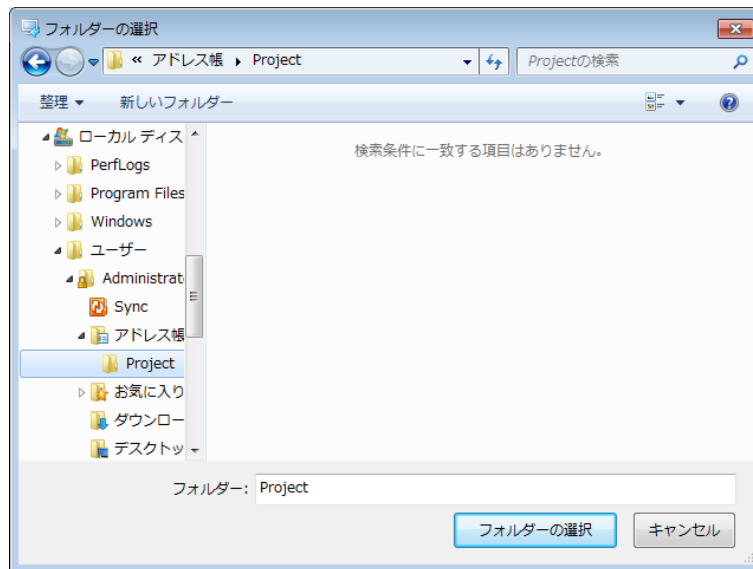 フォルダーの選択
« アドレス帳 Project
Projectの検索
整理 新しいフォルダー
ローカル ディス
検索条件に一致する項目はありません。
PerfLogs
Program Files
Windows
ユーザー
Administrat
Sync
アドレス帳
Project
お気に入り
ダウンロー
デスクトッ
フォルダー: Project
フォルダーの選択 キャンセル